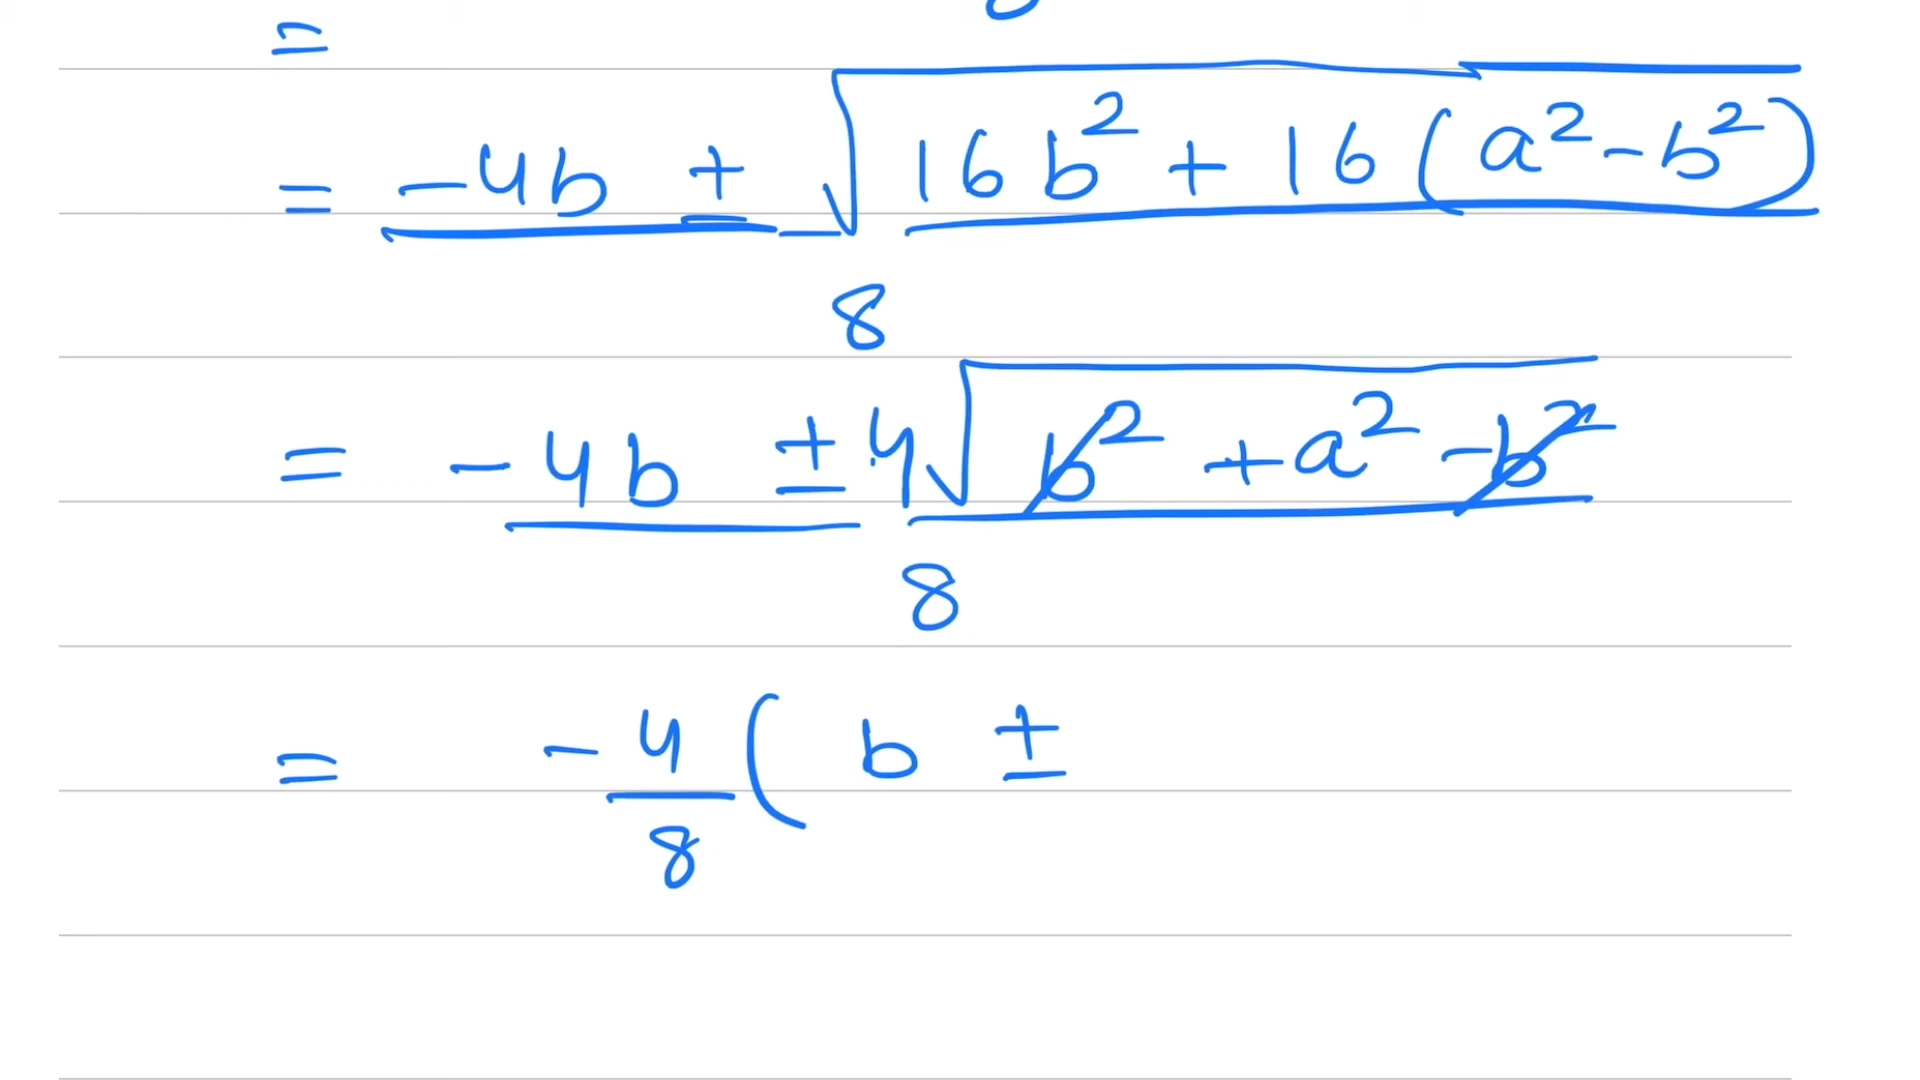 =
= -4b ± √16b² + 16(a² - b²)
8
= -4b ± 4√b² + a² - b²
8
= -4/8 ( b ±